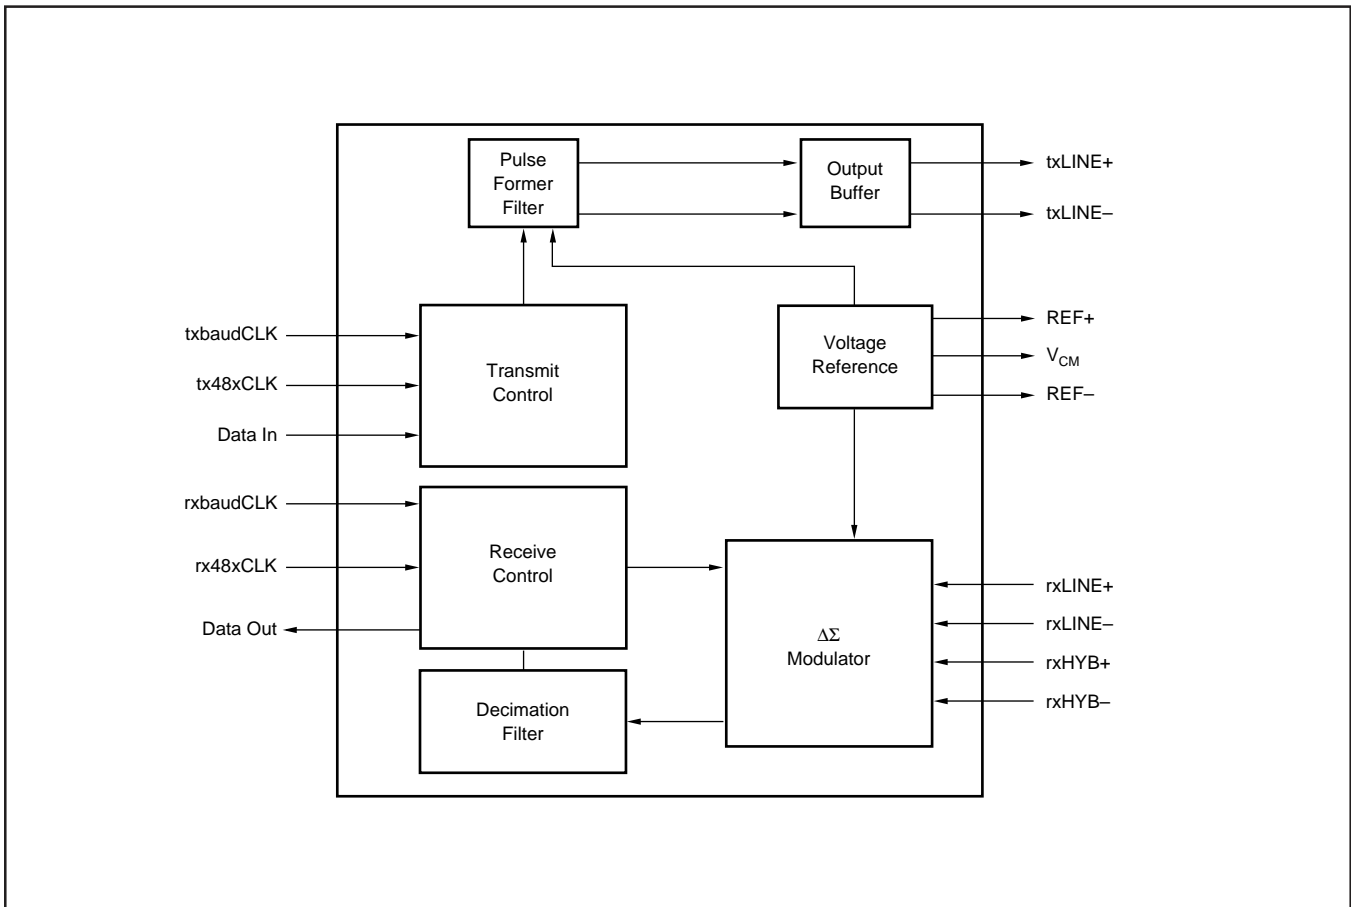 Pulse
Former
Filter
Output
Buffer
txLINE+
txLINE–
txbaudCLK
tx48xCLK
Data In
Transmit
Control
Voltage
Reference
REF+
VCM
REF–
rxbaudCLK
rx48xCLK
Data Out
Receive
Control
Decimation
Filter
ΔΣ
Modulator
rxLINE+
rxLINE–
rxHYB+
rxHYB–